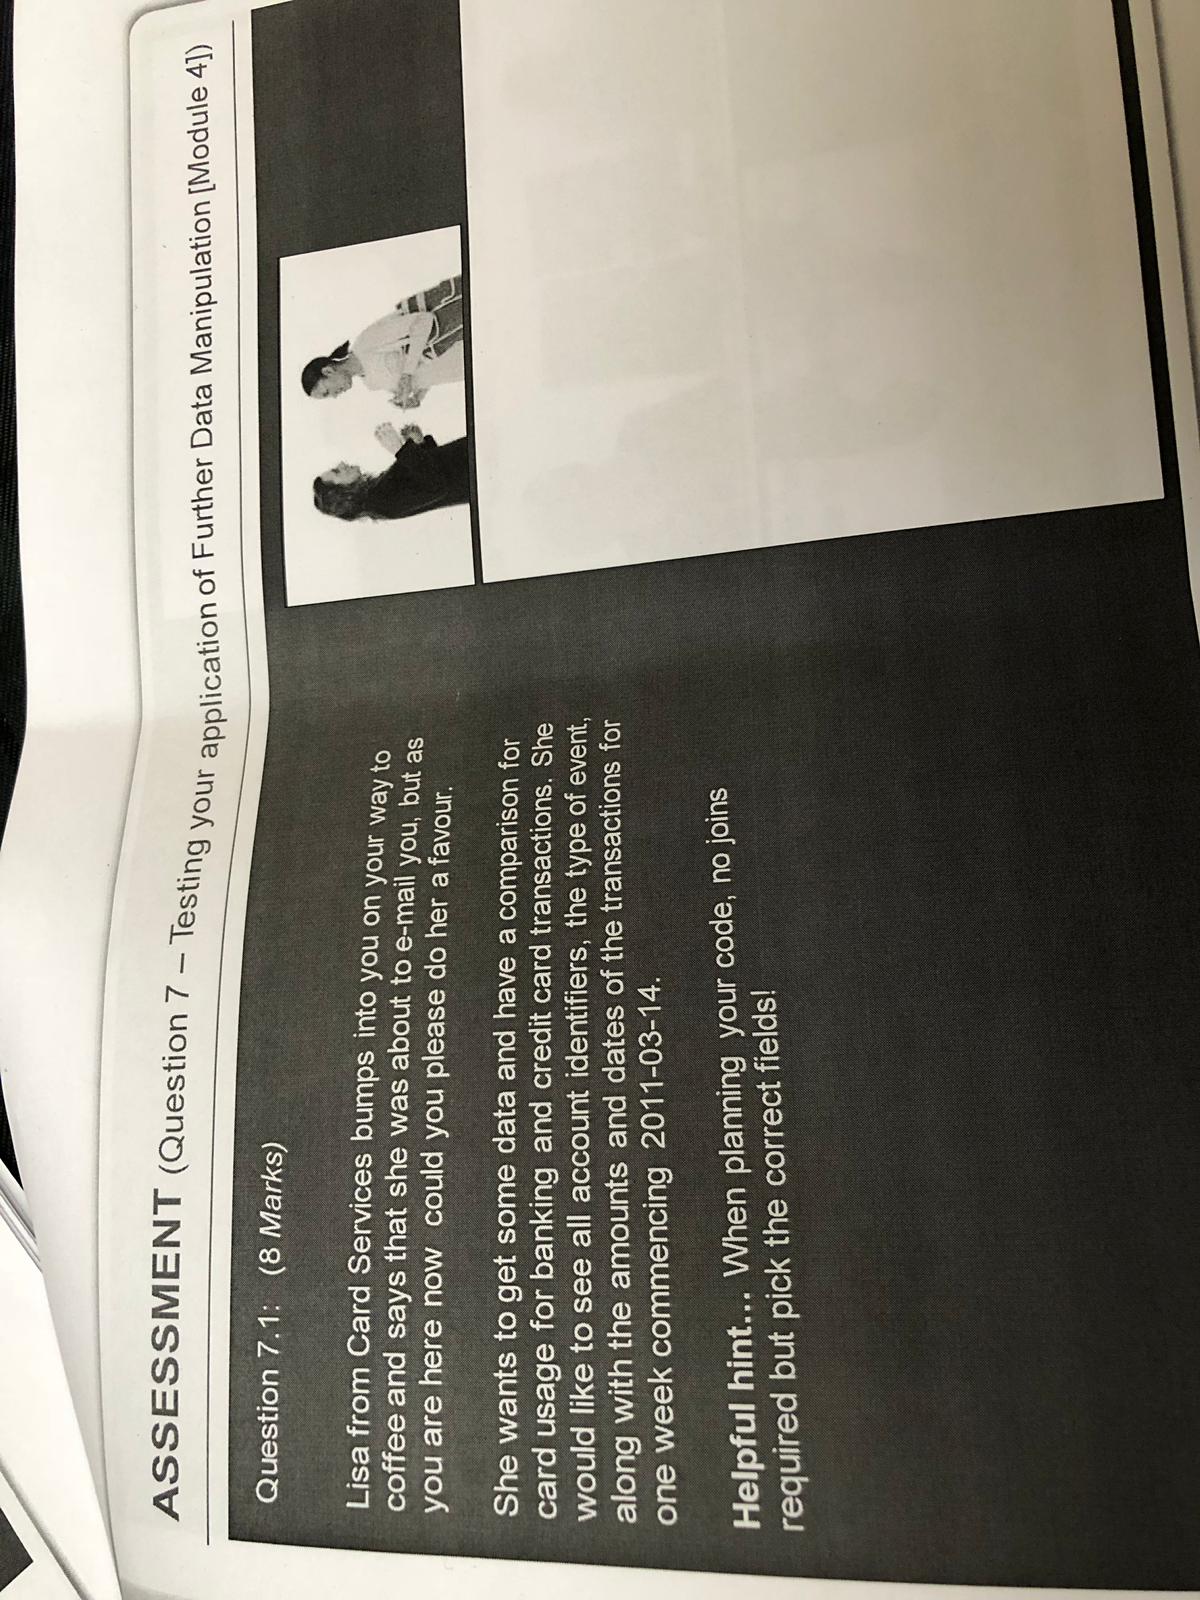 ASSESSMENT (Question 7 – Testing your application of Further Data Manipulation [Module 4])
Question 7.1: (8 Marks)
Lisa from Card Services bumps into you on your way to
coffee and says that she was about to e-mail you, but as
you are here now could you please do her a favour.
She wants to get some data and have a comparison for
card usage for banking and credit card transactions. She
would like to see all account identifiers, the type of event,
along with the amounts and dates of the transactions for
one week commencing 2011-03-14.
Helpful hint... When planning your code, no joins
required but pick the correct fields!